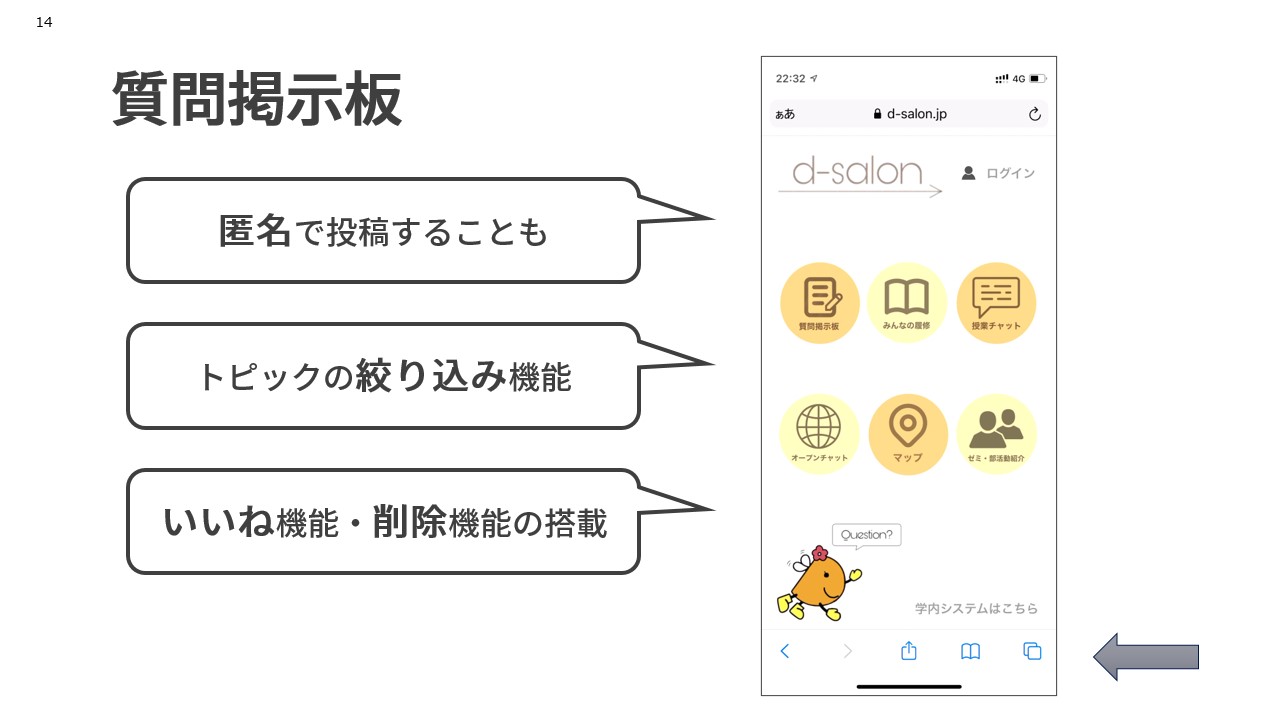 14
質問掲示板
匿名で投稿することも
トピックの絞り込み機能
いいね機能・削除機能の搭載
22:32
4G
ぁあ
d-salon.jp
d-salon
ログイン
質問掲示板
みんなの履修
授業チャット
オープンチャット
マップ
ゼミ・部活動紹介
Question?
学内システムはこちら